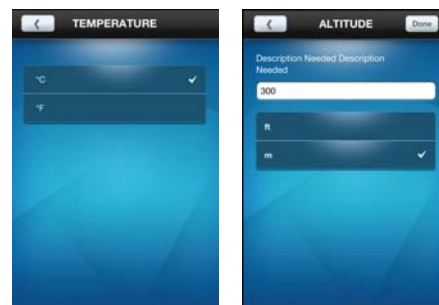 TEMPERATURE
°C
°F
ALTITUDE
Done
Description Needed Description
Needed
300
ft
m